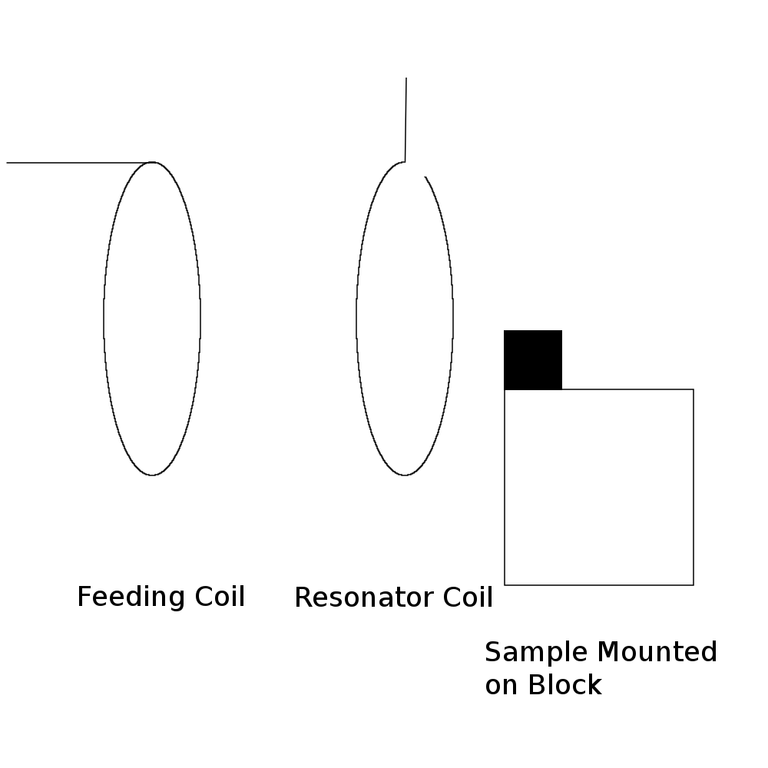 Feeding Coil
Resonator Coil
Sample Mounted
on Block